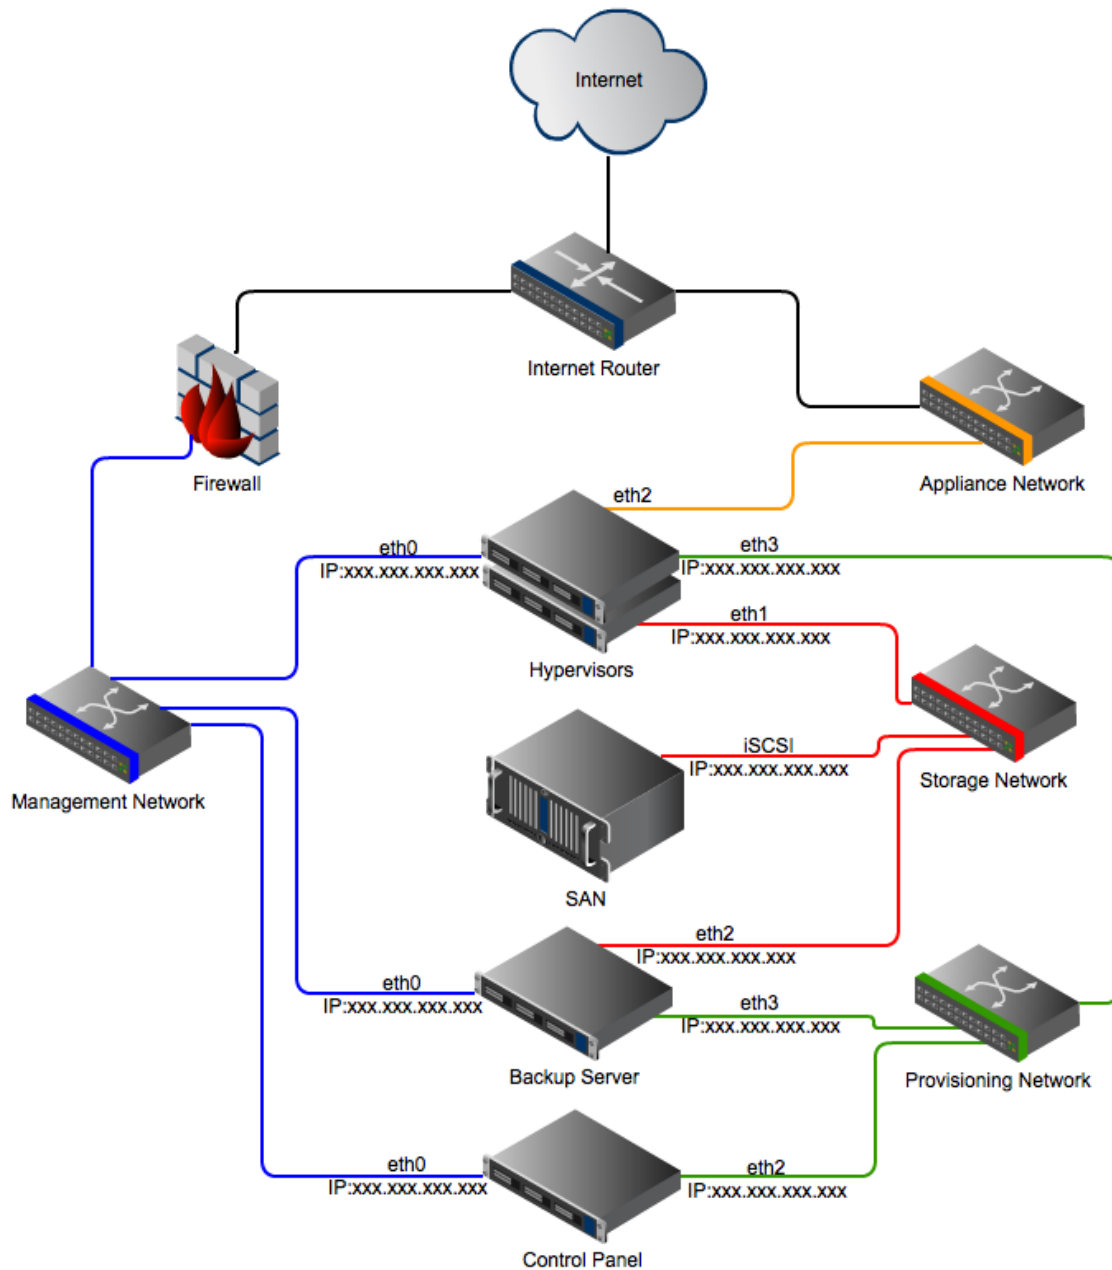 Internet
Internet Router
Firewall
Appliance Network
eth2
eth0
IP:xxx.xxx.xxx.xxx
eth3
IP:xxx.xxx.xxx.xxx
eth1
IP:xxx.xxx.xxx.xxx
Hypervisors
Management Network
iSCSI
IP:xxx.xxx.xxx.xxx
Storage Network
SAN
eth2
IP:xxx.xxx.xxx.xxx
eth0
IP:xxx.xxx.xxx.xxx
eth3
IP:xxx.xxx.xxx.xxx
Backup Server
Provisioning Network
eth0
IP:xxx.xxx.xxx.xxx
eth2
IP:xxx.xxx.xxx.xxx
Control Panel